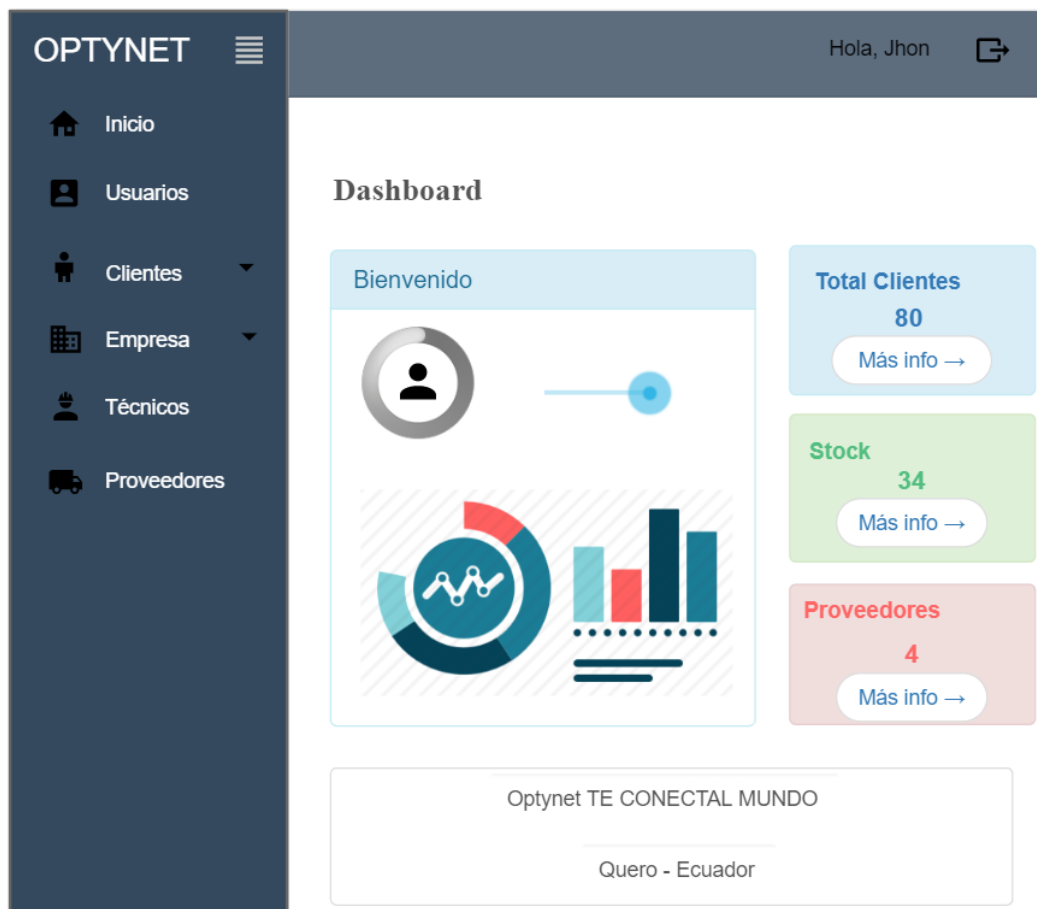 OPTYNET
Hola, Jhon
Inicio
Usuarios
Clientes
Empresa
Técnicos
Proveedores
Dashboard
Bienvenido
Total Clientes
80
Más info →
Stock
34
Más info →
Proveedores
4
Más info →
Optynet TE CONECTAL MUNDO
Quero - Ecuador